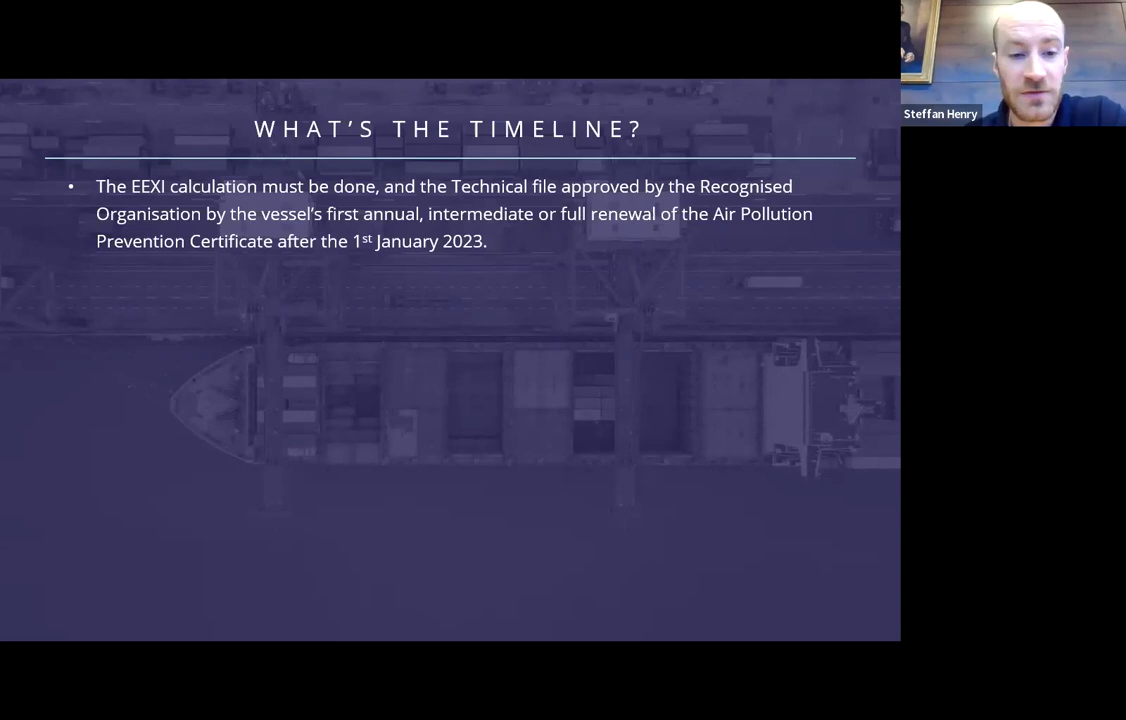 WHAT’S THE TIMELINE?
• The EEXI calculation must be done, and the Technical file approved by the Recognised
Organisation by the vessel’s first annual, intermediate or full renewal of the Air Pollution
Prevention Certificate after the 1st January 2023.
Steffan Henry